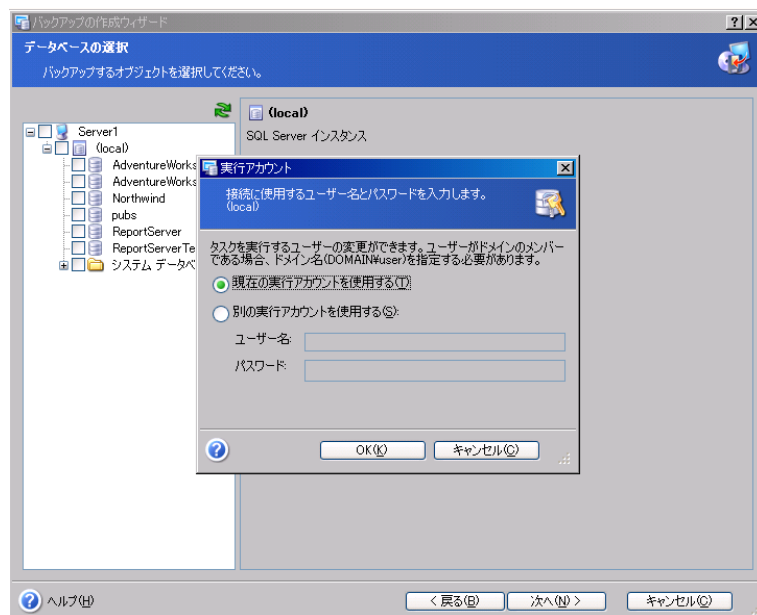 バックアップの作成ウィザード
データベースの選択
バックアップするオブジェクトを選択してください。
Server1
(local)
AdventureWorks
AdventureWorks
Northwind
pubs
ReportServer
ReportServerTe
システム データベ
(local)
SQL Server インスタンス
実行アカウント
接続に使用するユーザー名とパスワードを入力します。
(local)
タスクを実行するユーザーの変更ができます。ユーザーがドメインのメンバー
である場合、ドメイン名(DOMAIN¥user)を指定する必要があります。
現在の実行アカウントを使用する(T)
別の実行アカウントを使用する(S):
ユーザー名:
パスワード:
OK(K)
キャンセル(C)
ヘルプ(H)
< 戻る(B)
次へ(N) >
キャンセル(C)